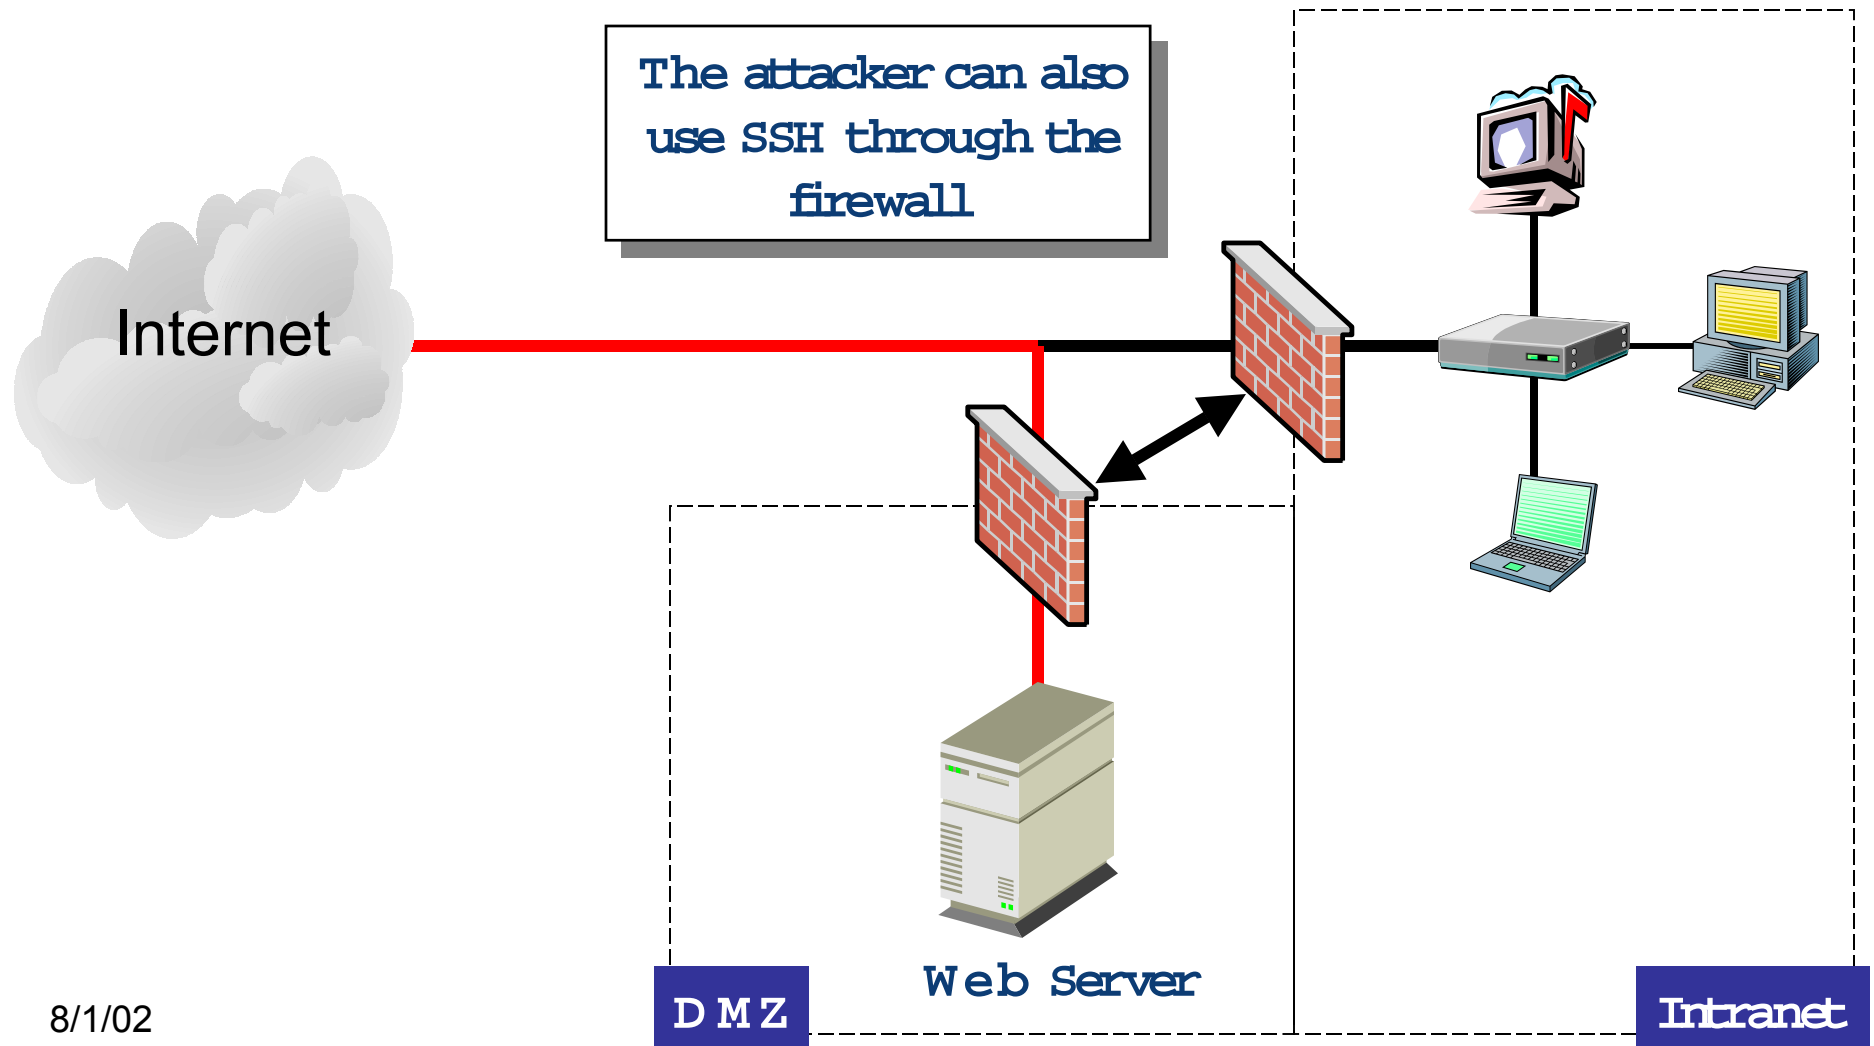 The attacker can also
use SSH through the
firewall
Internet
Web Server
DMZ
Intranet
8/1/02